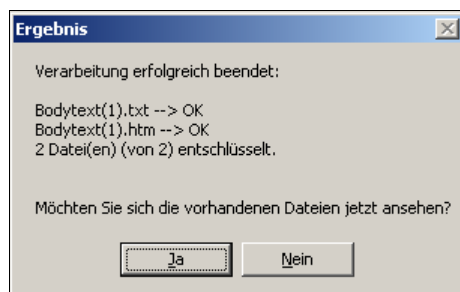 Ergebnis
Verarbeitung erfolgreich beendet:
Bodytext(1).txt --> OK
Bodytext(1).htm --> OK
2 Datei(en) (von 2) entschlüsselt.
Möchten Sie sich die vorhandenen Dateien jetzt ansehen?
Ja
Nein